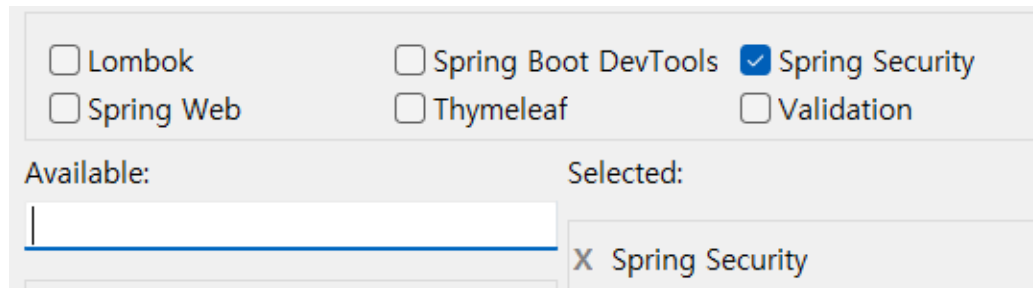 Lombok Spring Boot DevTools Spring Security
Spring Web Thymeleaf Validation
Available: Selected:
X Spring Security